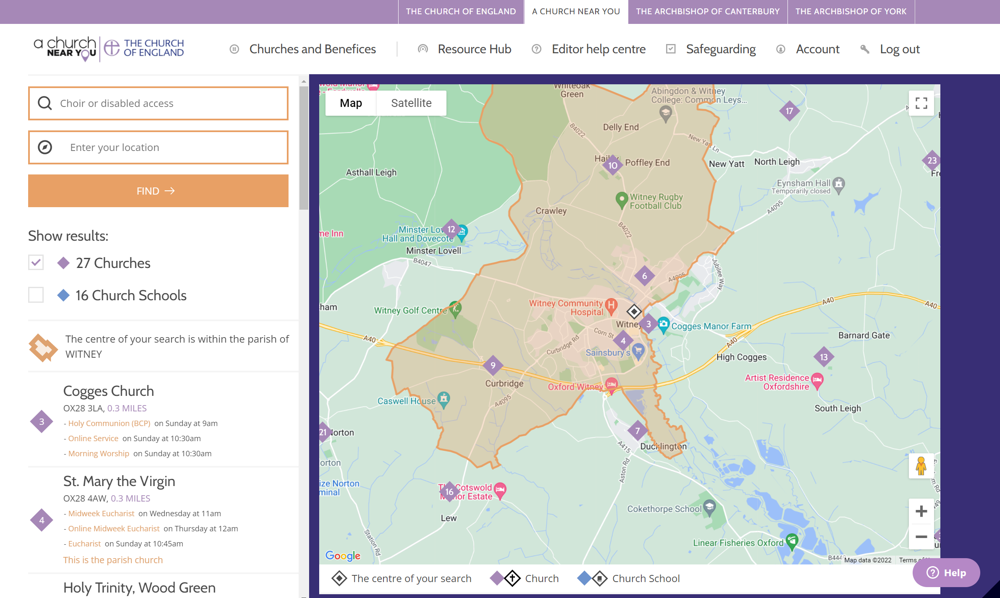 THE CHURCH OF ENGLAND
A CHURCH NEAR YOU
THE ARCHBISHOP OF CANTERBURY
THE ARCHBISHOP OF YORK
a church
NEAR YOU
THE CHURCH
OF ENGLAND
Churches and Benefices
Resource Hub
Editor help centre
Safeguarding
Account
Log out
Choir or disabled access
Enter your location
FIND
Show results:
27 Churches
16 Church Schools
The centre of your search is within the parish of
WITNEY
Cogges Church
OX28 3LA, 0.3 MILES
3
- Holy Communion (BCP) on Sunday at 9am
- Online Service on Sunday at 10:30am
- Morning Worship on Sunday at 10:30am
St. Mary the Virgin
OX28 4AW, 0.3 MILES
4
- Midweek Eucharist on Wednesday at 11am
- Online Midweek Eucharist on Thursday at 12am
- Eucharist on Sunday at 10:45am
This is the parish church
Holy Trinity, Wood Green
Map
Satellite
Whiteoak
Green
Abingdon & Witney
College: Common Leys...
17
Delly End
B4022
New Yatt Ln
10
Poffley End
New Yatt
North Leigh
23
Asthall Leigh
Eynsham Hall
Temporarily closed
Witney Rugby
Football Club
A4095
Crawley
B4022
12
Minster Lov
Hall and Dovecote
me Inn
Minster Lovell
B4047
6
A4095
Jubilee Way
Witney Community
Hospital
H
ham
Witney Golf Centre
A40
A40
Witney
3
Cogges Manor Farm
Corn St
4
Curbridge Rd
Sainsbury's
A40
A40
Barnard Gate
High Cogges
13
9
Curbridge
Oxford Witney
Artist Residence
Oxfordshire
Caswell House
A4095
South Leigh
21
Norton
7
Ducklington
A415
orton
Aston Rd
ize Norton
minal
16
Cotswold
nor Estate
Lew
Cokethorpe School
Station Rd
Linear Fisheries Oxford
Google
Map data ©2022
The centre of your search
Church
Church School
Help